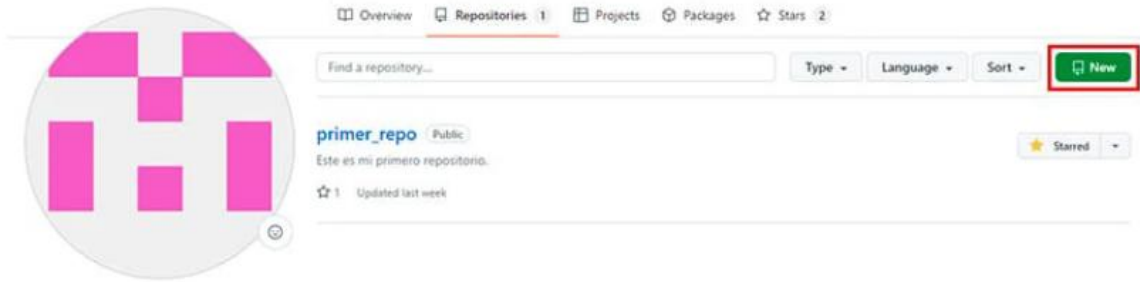 Overview Repositories 1 Projects Packages Stars 2
Find a repository... Type Language Sort New
primer_repo Public
Starred
Este es mi primero repositorio.
1 Updated last week